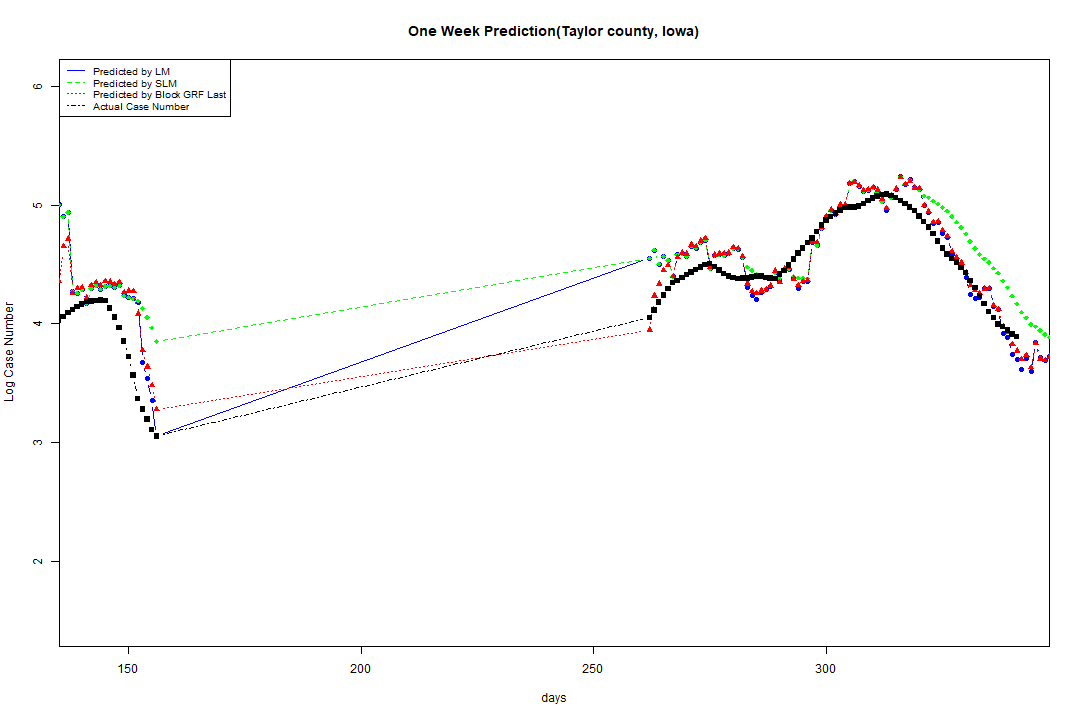 One Week Prediction(Taylor county, Iowa)
Predicted by LM
Predicted by SLM
Predicted by Block GRF Last
Actual Case Number
6
5
4
3
2
Log Case Number
150 200 250 300
days